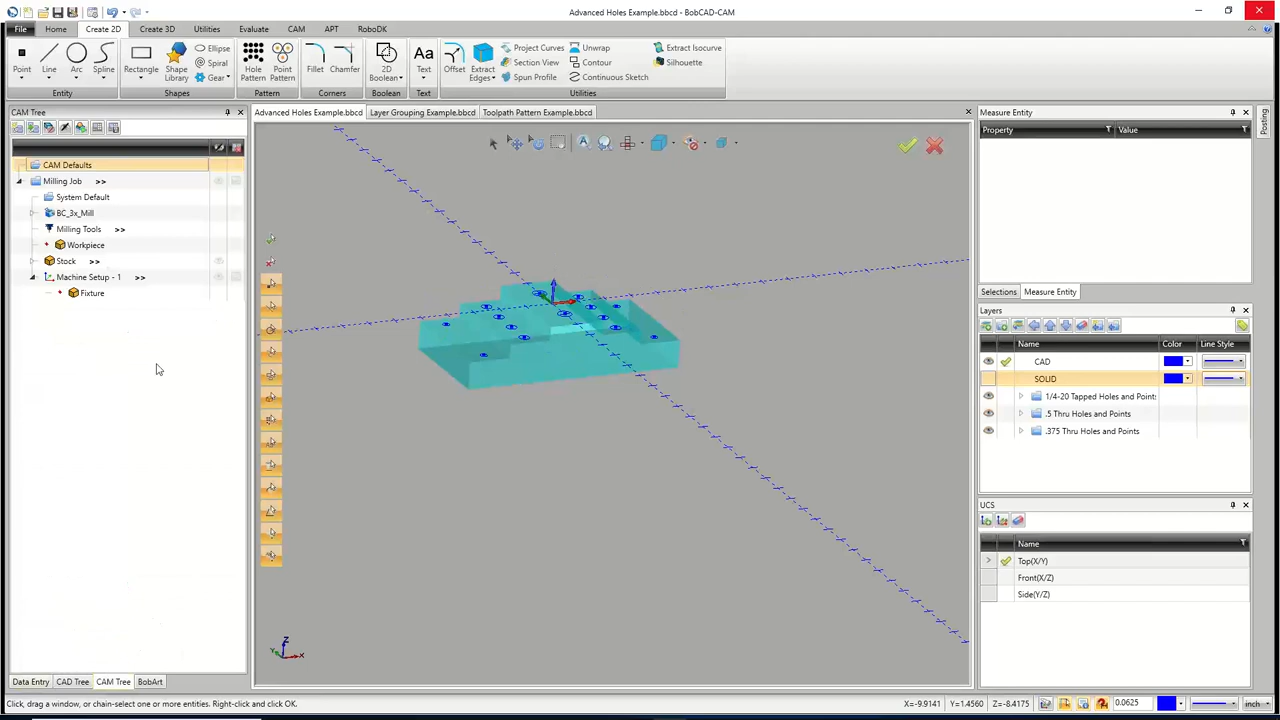 Advanced Holes Example.bbcd - BobCAD-CAM
File Home Create 2D Create 3D Utilities Evaluate CAM APT RoboDK
Point Line Arc Spline Rectangle Shape Library Ellipse Spiral Gear Hole Pattern Point Pattern Fillet Chamfer 2D Boolean Text Offset Extract Edges Project Curves Section View Spun Profile Unwrap Contour Continuous Sketch Extract Isocurve Silhouette
Entity Shapes Pattern Corners Boolean Text Utilities
CAM Tree
Advanced Holes Example.bbcd Layer Grouping Example.bbcd Toolpath Pattern Example.bbcd
CAM Defaults
Milling Job >>
System Default
BC_3x_Mill
Milling Tools >>
Workpiece
Stock >>
Machine Setup - 1 >>
Fixture
Z
Y
X
Data Entry CAD Tree CAM Tree BobArt
Measure Entity
Property Value
Posting
Selections Measure Entity
Layers
Name Color Line Style
CAD
SOLID
1/4-20 Tapped Holes and Points
.5 Thru Holes and Points
.375 Thru Holes and Points
UCS
Name
> Top(X/Y)
Front(X/Z)
Side(Y/Z)
Click, drag a window, or chain-select one or more entities. Right-click and click OK.
X=-9.9141 Y=1.4560 Z=-8.4175 0.0625 inch